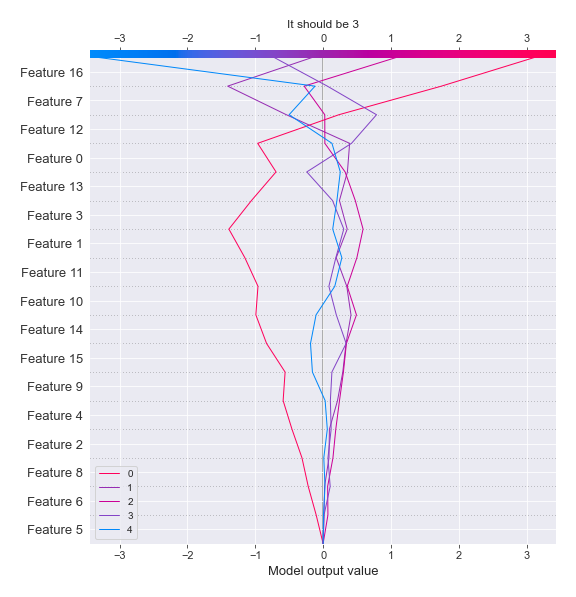 It should be 3
−3 −2 −1 0 1 2 3
Feature 16
Feature 7
Feature 12
Feature 0
Feature 13
Feature 3
Feature 1
Feature 11
Feature 10
Feature 14
Feature 15
Feature 9
Feature 4
Feature 2
Feature 8
Feature 6
Feature 5
0
1
2
3
4
−3 −2 −1 0 1 2 3
Model output value